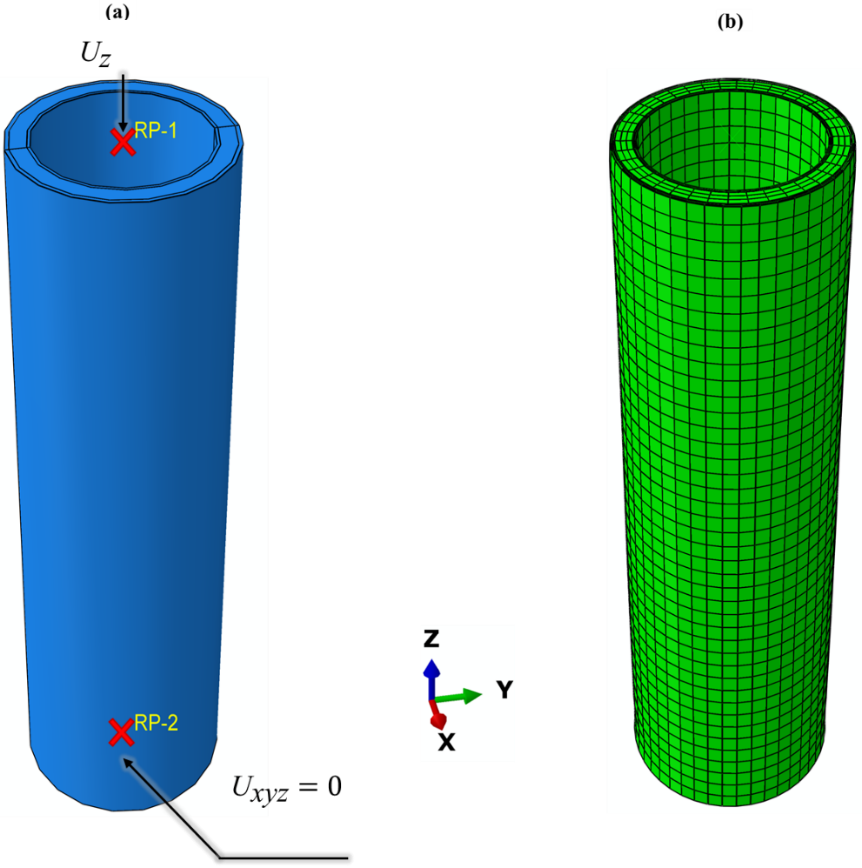 (a)
(b)
U_z
RP-1
Z
Y
X
RP-2
U_xyz = 0